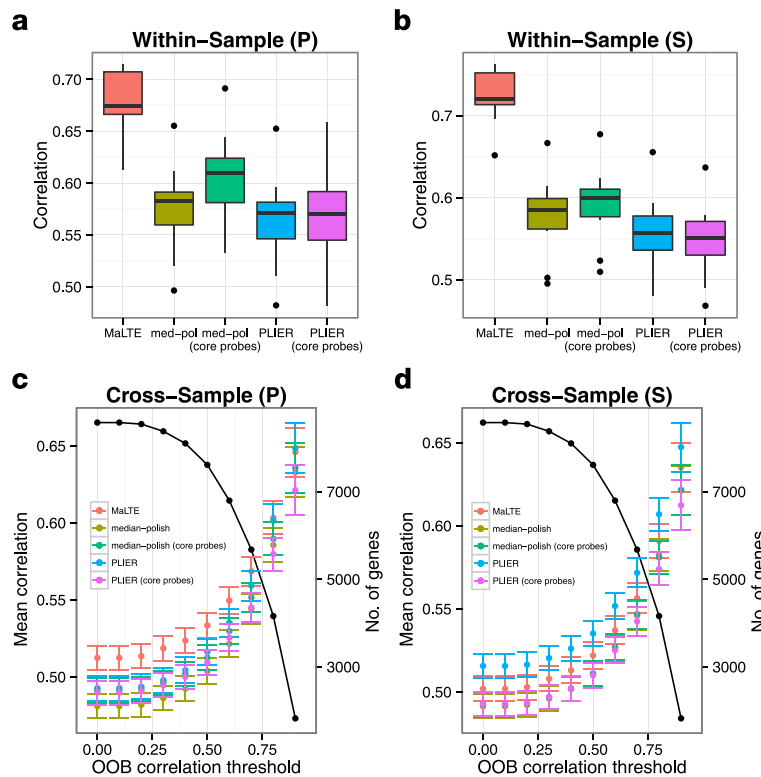 a
Within−Sample (P)
Correlation
0.70
0.65
0.60
0.55
0.50
MaLTE
med−pol
med−pol
(core probes)
PLIER
PLIER
(core probes)
b
Within−Sample (S)
Correlation
0.7
0.6
0.5
MaLTE
med−pol
med−pol
(core probes)
PLIER
PLIER
(core probes)
c
Cross−Sample (P)
Mean correlation
0.65
0.60
0.55
0.50
MaLTE
median−polish
median−polish (core probes)
PLIER
PLIER (core probes)
7000
5000
3000
No. of genes
0.00
0.25
0.50
0.75
OOB correlation threshold
d
Cross−Sample (S)
Mean correlation
0.65
0.60
0.55
0.50
MaLTE
median−polish
median−polish (core probes)
PLIER
PLIER (core probes)
7000
5000
3000
No. of genes
0.00
0.25
0.50
0.75
OOB correlation threshold